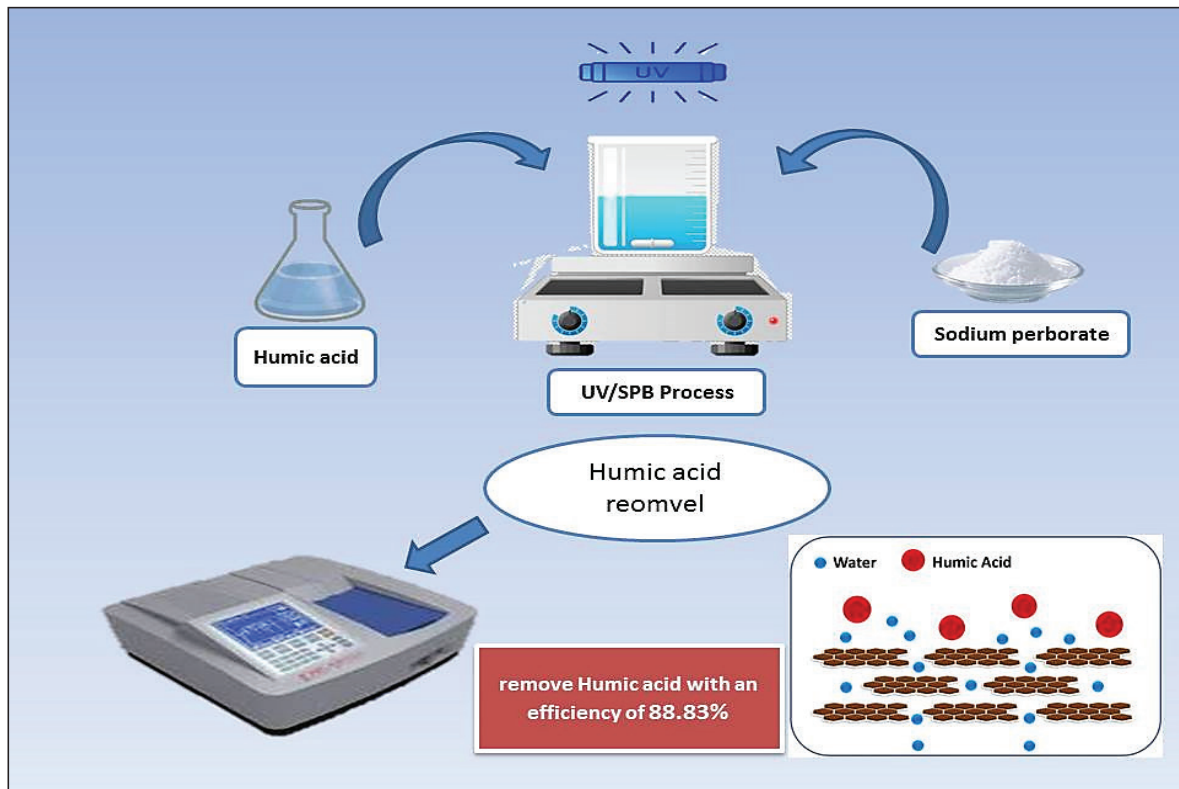 UV
Humic acid
Sodium perborate
UV/SPB Process
Humic acid
reomvel
Water
Humic Acid
remove Humic acid with an
efficiency of 88.83%